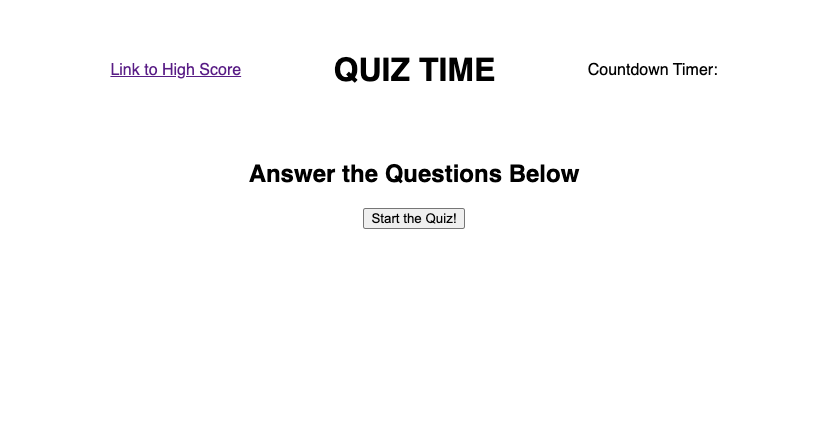 Link to High Score
QUIZ TIME
Countdown Timer:
Answer the Questions Below
Start the Quiz!